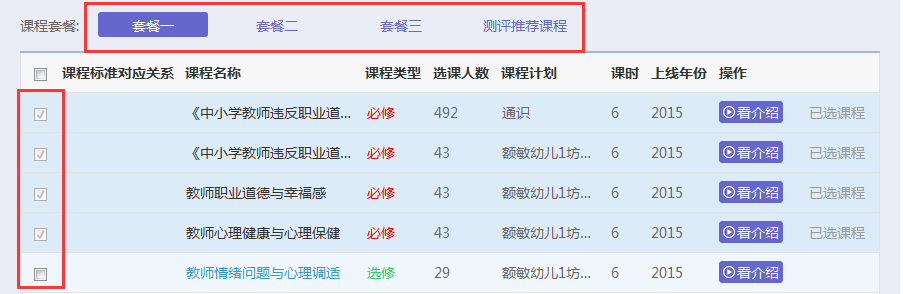 课程套餐: 套餐一 套餐二 套餐三 测评推荐课程
课程标准对应关系 课程名称 课程类型 选课人数 课程计划 课时 上线年份 操作
《中小学教师违反职业道... 必修 492 通识 6 2015 看介绍 已选课程
《中小学教师违反职业道... 必修 43 额敏幼儿1坊... 6 2015 看介绍 已选课程
教师职业道德与幸福感 必修 43 额敏幼儿1坊... 6 2015 看介绍 已选课程
教师心理健康与心理保健 必修 43 额敏幼儿1坊... 6 2015 看介绍 已选课程
教师情绪问题与心理调适 选修 29 额敏幼儿1坊... 6 2015 看介绍